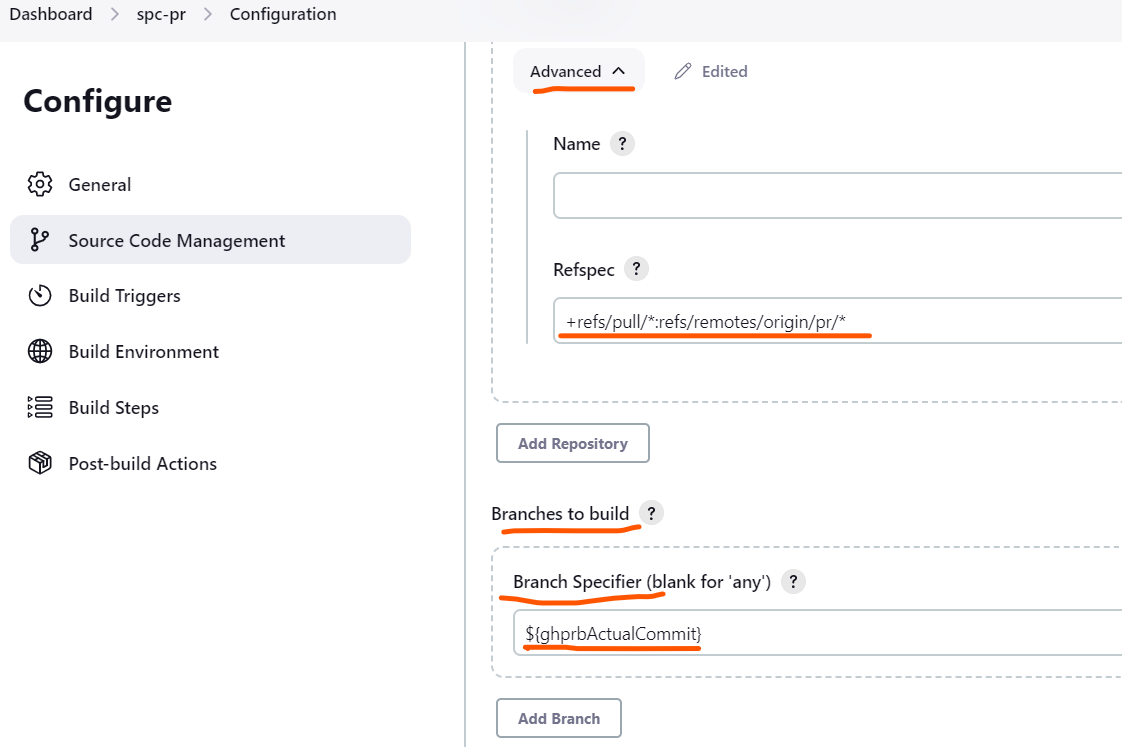 Dashboard > spc-pr > Configuration
Configure
General
Source Code Management
Build Triggers
Build Environment
Build Steps
Post-build Actions
Advanced Edited
Name ?
Refspec ?
+refs/pull/*:refs/remotes/origin/pr/*
Add Repository
Branches to build ?
Branch Specifier (blank for 'any') ?
${ghprbActualCommit}
Add Branch